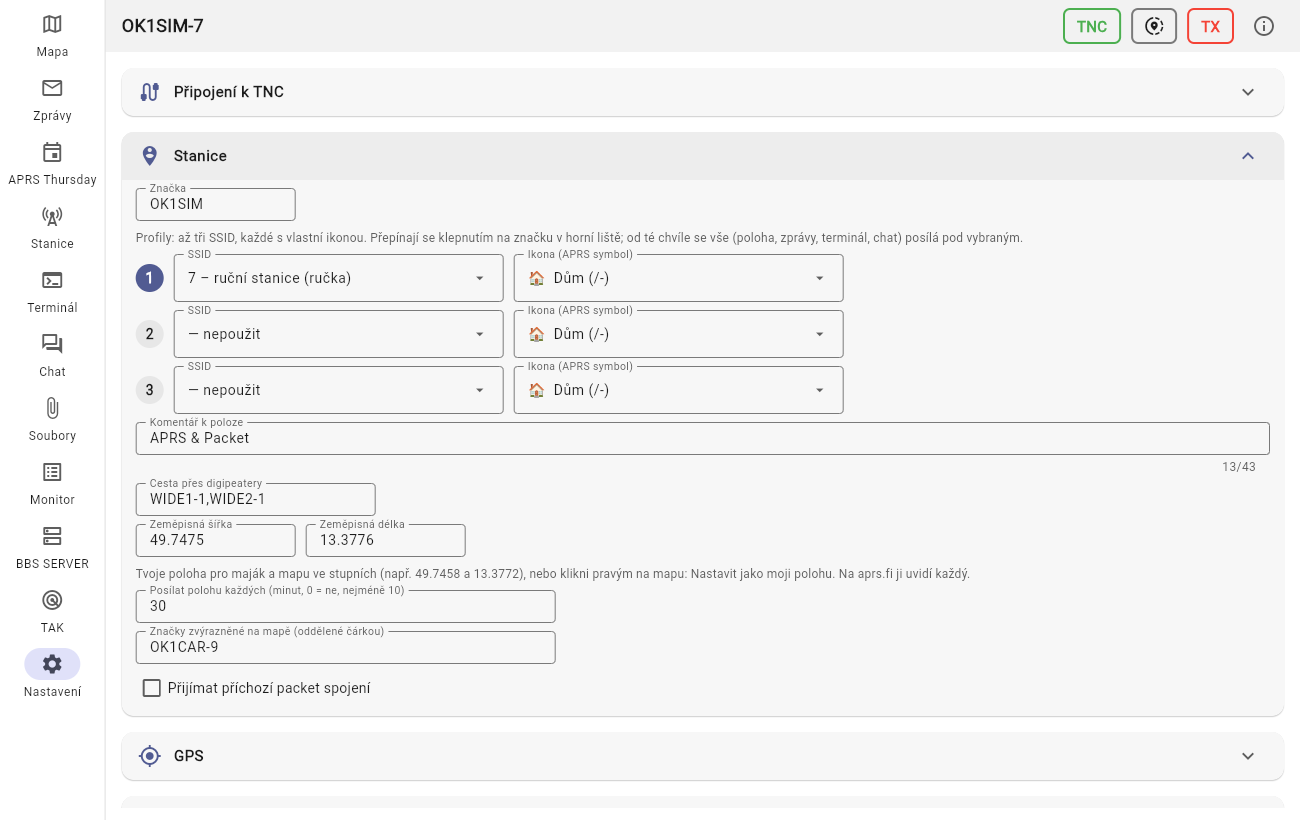 OK1SIM-7
TNC
TX
Mapa
Zprávy
APRS Thursday
Stanice
Terminál
Chat
Soubory
Monitor
BBS SERVER
TAK
Nastavení
Připojení k TNC
Stanice
Značka
OK1SIM
Profily: až tři SSID, každé s vlastní ikonou. Přepínají se klepnutím na značku v horní liště; od té chvíle se vše (poloha, zprávy, terminál, chat) posílá pod vybraným.
SSID
Ikona (APRS symbol)
1
7 – ruční stanice (ručka)
Dům (/-)
SSID
Ikona (APRS symbol)
2
— nepoužit
Dům (/-)
SSID
Ikona (APRS symbol)
3
— nepoužit
Dům (/-)
Komentář k poloze
APRS & Packet
13/43
Cesta přes digipeatery
WIDE1-1,WIDE2-1
Zeměpisná šířka
Zeměpisná délka
49.7475
13.3776
Tvoje poloha pro maják a mapu ve stupních (např. 49.7458 a 13.3772), nebo klikni pravým na mapu: Nastavit jako moji polohu. Na aprs.fi ji uvidí každý.
Posílat polohu každých (minut, 0 = ne, nejméně 10)
30
Značky zvýrazněné na mapě (oddělené čárkou)
OK1CAR-9
Přijímat příchozí packet spojení
GPS